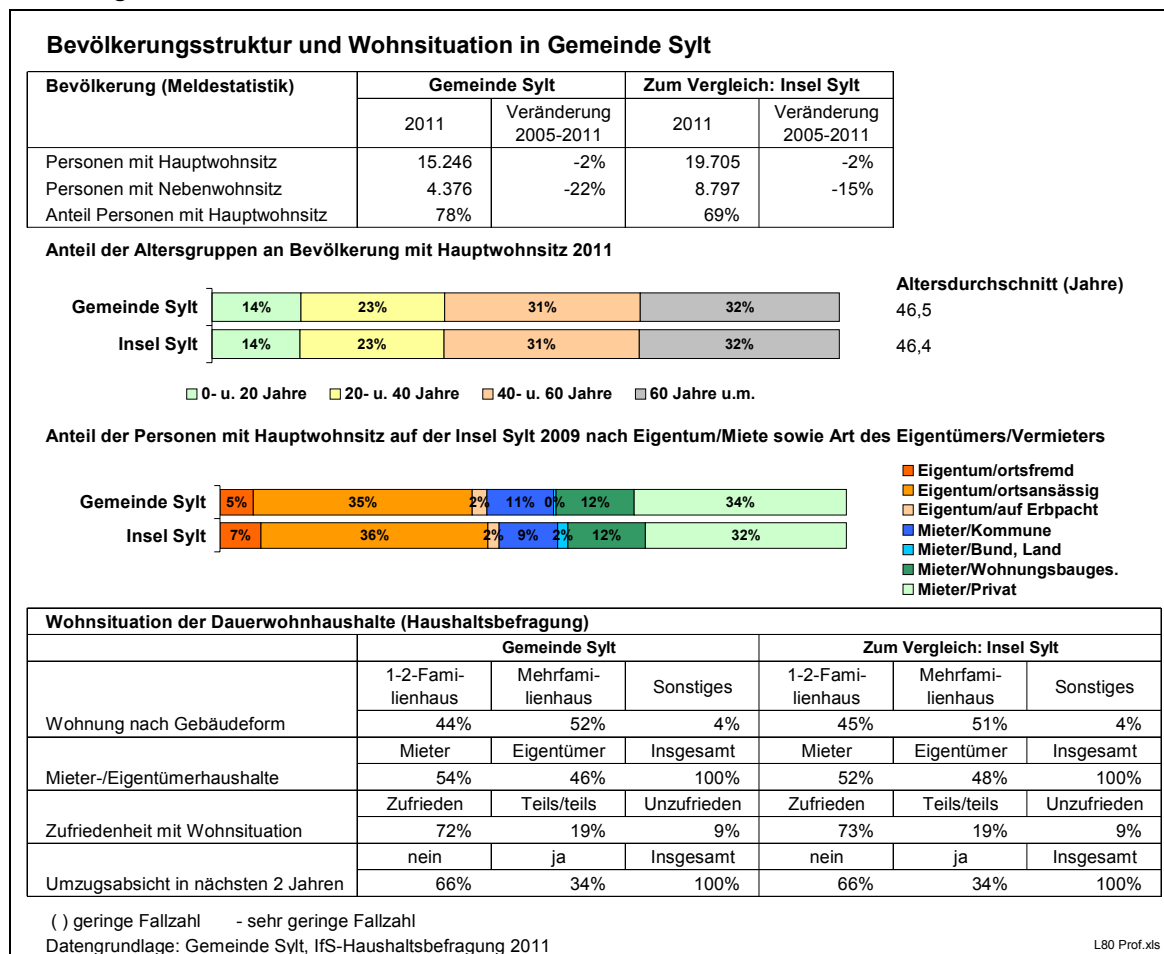 Bevölkerungsstruktur und Wohnsituation in Gemeinde Sylt
Bevölkerung (Meldestatistik) Gemeinde Sylt Zum Vergleich: Insel Sylt
2011 Veränderung 2005-2011 2011 Veränderung 2005-2011
Personen mit Hauptwohnsitz 15.246 -2% 19.705 -2%
Personen mit Nebenwohnsitz 4.376 -22% 8.797 -15%
Anteil Personen mit Hauptwohnsitz 78% 69%
Anteil der Altersgruppen an Bevölkerung mit Hauptwohnsitz 2011
Altersdurchschnitt (Jahre)
Gemeinde Sylt 14% 23% 31% 32% 46,5
Insel Sylt 14% 23% 31% 32% 46,4
0- u. 20 Jahre 20- u. 40 Jahre 40- u. 60 Jahre 60 Jahre u.m.
Anteil der Personen mit Hauptwohnsitz auf der Insel Sylt 2009 nach Eigentum/Miete sowie Art des Eigentümers/Vermieters
Gemeinde Sylt 5% 35% 2% 11% 0% 12% 34%
Insel Sylt 7% 36% 2% 9% 2% 12% 32%
Eigentum/ortsfremd
Eigentum/ortsansässig
Eigentum/auf Erbpacht
Mieter/Kommune
Mieter/Bund, Land
Mieter/Wohnungsbauges.
Mieter/Privat
Wohnsituation der Dauerwohnhaushalte (Haushaltsbefragung)
Gemeinde Sylt Zum Vergleich: Insel Sylt
1-2-Fami- Mehrfami- Sonstiges 1-2-Fami- Mehrfami- Sonstiges
lienhaus lienhaus lienhaus lienhaus
Wohnung nach Gebäudeform 44% 52% 4% 45% 51% 4%
Mieter Eigentümer Insgesamt Mieter Eigentümer Insgesamt
Mieter-/Eigentümerhaushalte 54% 46% 100% 52% 48% 100%
Zufrieden Teils/teils Unzufrieden Zufrieden Teils/teils Unzufrieden
Zufriedenheit mit Wohnsituation 72% 19% 9% 73% 19% 9%
nein ja Insgesamt nein ja Insgesamt
Umzugsabsicht in nächsten 2 Jahren 66% 34% 100% 66% 34% 100%
( ) geringe Fallzahl - sehr geringe Fallzahl
Datengrundlage: Gemeinde Sylt, IfS-Haushaltsbefragung 2011
L80 Prof.xls